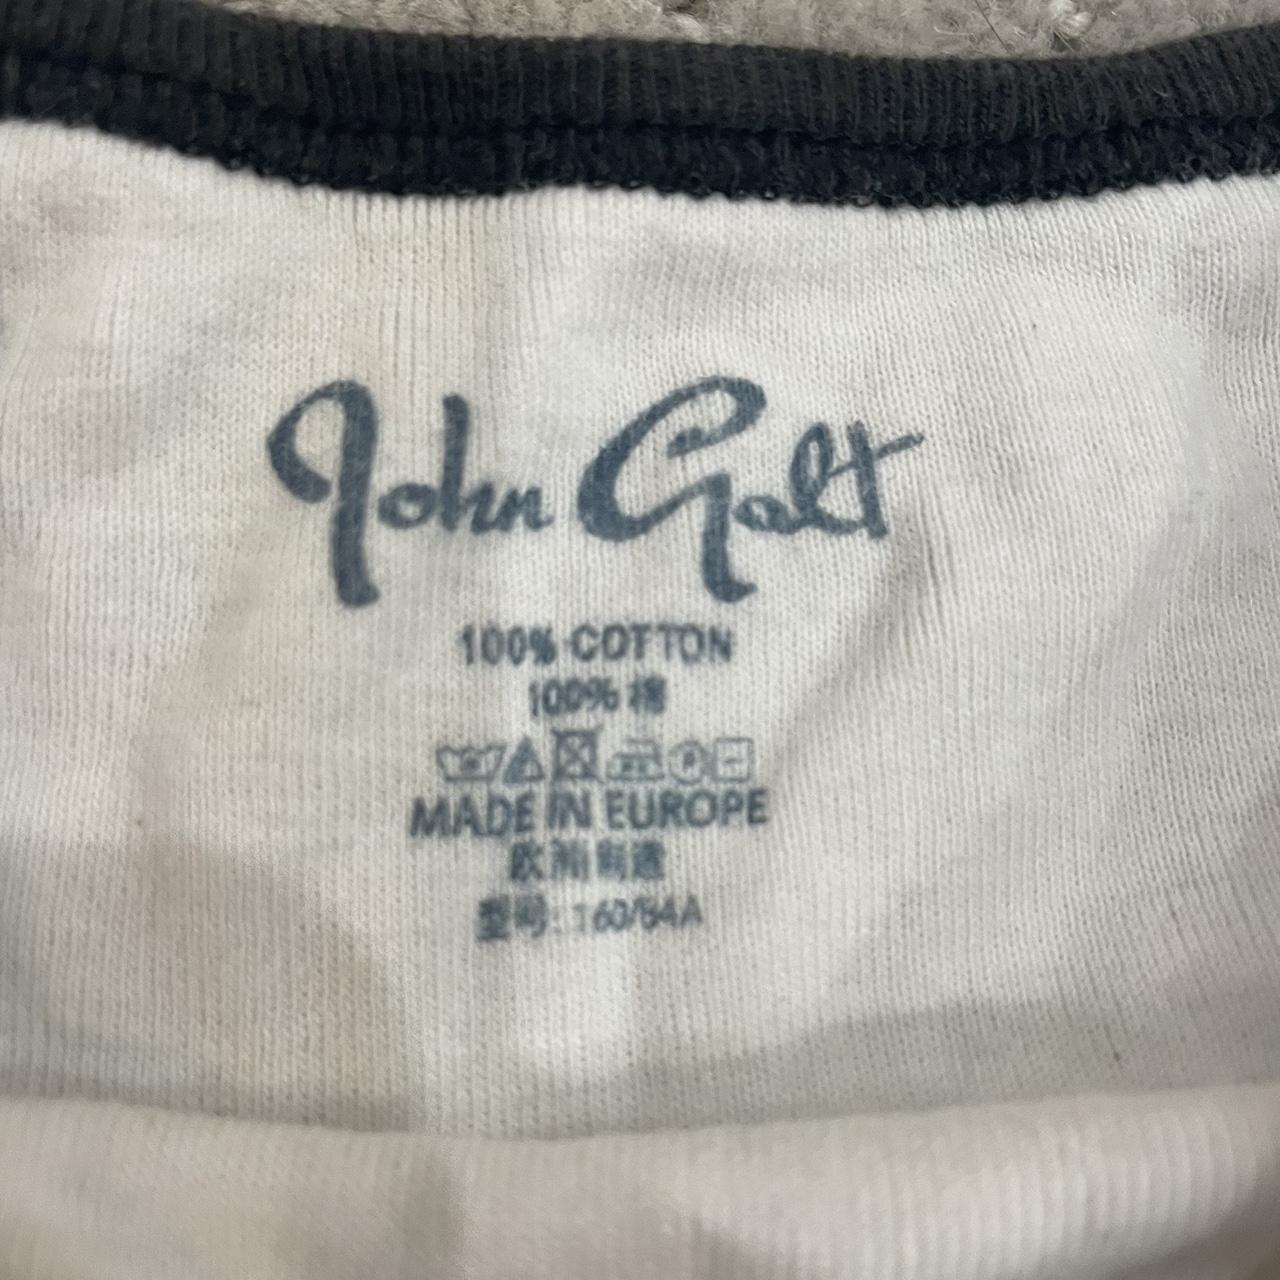 John Galt
100% COTTON
100% 棉
MADE IN EUROPE
欧洲制造
型号: 160/84A